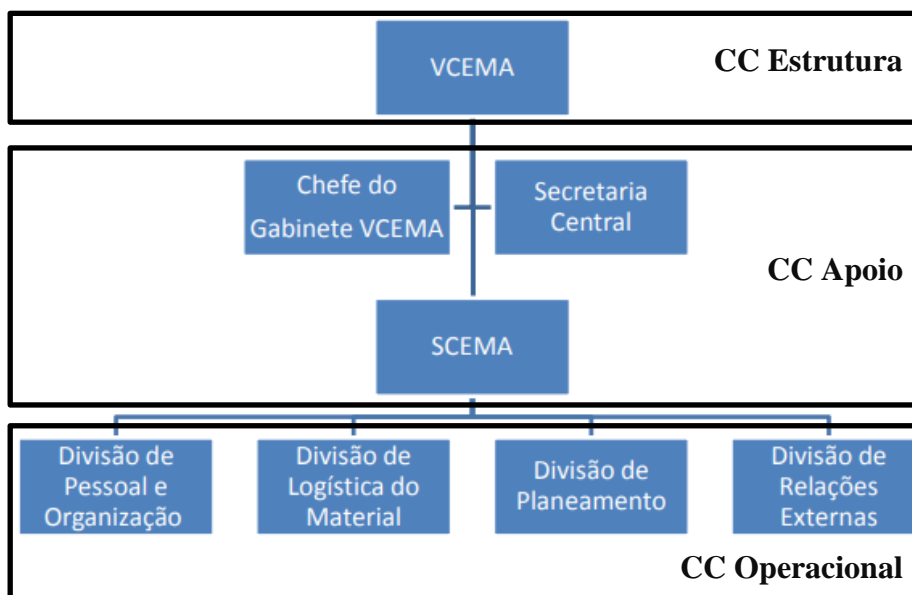 VCEMA
CC Estrutura
Chefe do
Gabinete VCEMA
Secretaria
Central
CC Apoio
SCEMA
Divisão de
Pessoal e
Organização
Divisão de
Logística do
Material
Divisão de
Planeamento
Divisão de
Relações
Externas
CC Operacional